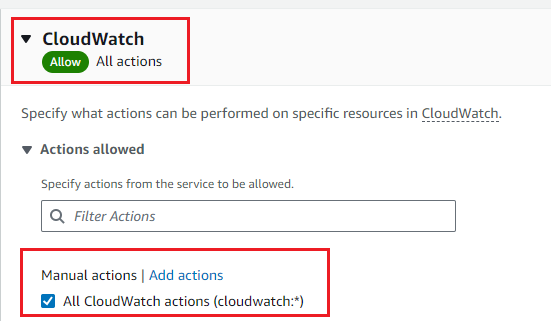 CloudWatch
Allow All actions
Specify what actions can be performed on specific resources in CloudWatch.
Actions allowed
Specify actions from the service to be allowed.
Filter Actions
Manual actions | Add actions
All CloudWatch actions (cloudwatch:*)